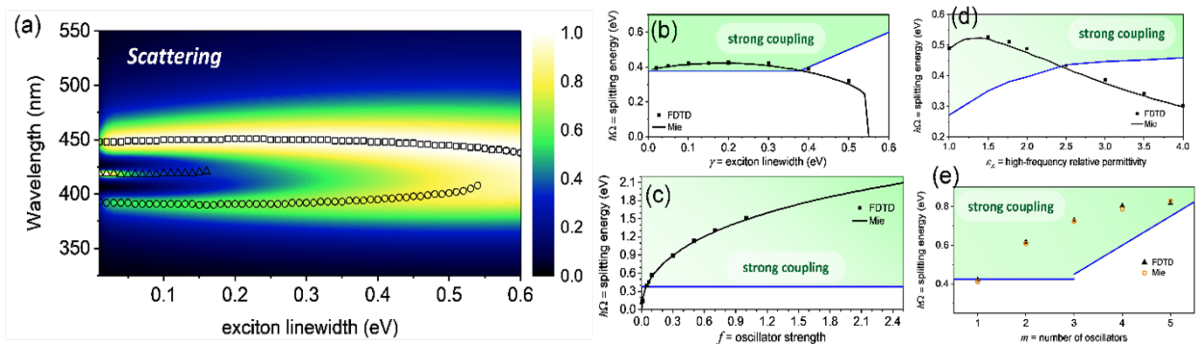 (a)
Scattering
Wavelength (nm)
550
500
450
400
350
0.1 0.2 0.3 0.4 0.5 0.6
exciton linewidth (eV)
1.0
0.8
0.6
0.4
0.2
0.0
(b)
strong coupling
ℏΩ = splitting energy (eV)
0.6
0.4
0.2
0.0
FDTD
Mie
0.0 0.1 0.2 0.3 0.4 0.5 0.6
γ = exciton linewidth (eV)
(c)
ℏΩ = splitting energy (eV)
2.1
1.8
1.5
1.2
0.9
0.6
0.3
0.0
FDTD
Mie
strong coupling
0.0 0.3 0.6 0.9 1.2 1.5 1.8 2.1 2.4
f = oscillator strength
(d)
strong coupling
ℏΩ = splitting energy (eV)
0.6
0.5
0.4
0.3
0.2
FDTD
Mie
1.0 1.5 2.0 2.5 3.0 3.5 4.0
= high-frequency relative permittivity
(e)
strong coupling
ℏΩ = splitting energy (eV)
0.8
0.6
0.4
FDTD
Mie
1 2 3 4 5
m = number of oscillators